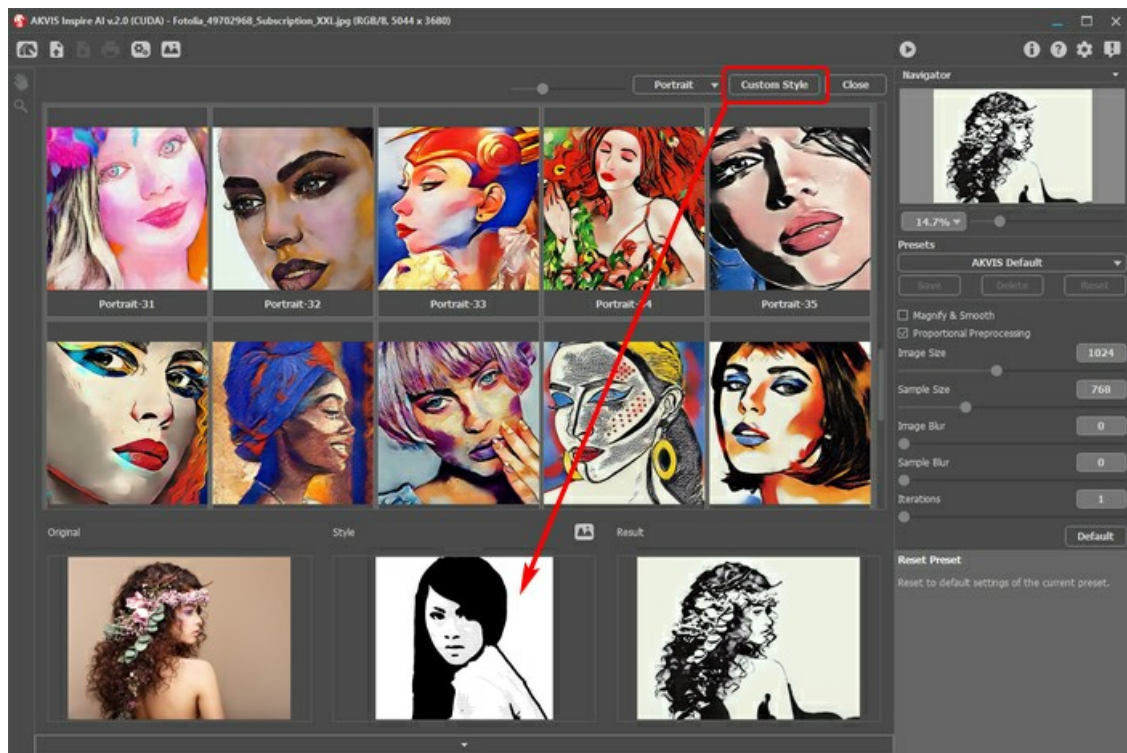 AKVIS Inspire AI v.2.0 (CUDA) - Fotolia_49702968_Subscription_XXL.jpg (RGB/8, 5044 x 3680)
Portrait
Custom Style
Close
Portrait-31
Portrait-32
Portrait-33
Portrait-34
Portrait-35
Original
Style
Result
Navigator
14.7%
Presets
AKVIS Default
Save
Delete
Reset
Magnify & Smooth
Proportional Preprocessing
Image Size
1024
Sample Size
768
Image Blur
0
Sample Blur
0
Iterations
1
Default
Reset Preset
Reset to default settings of the current preset.